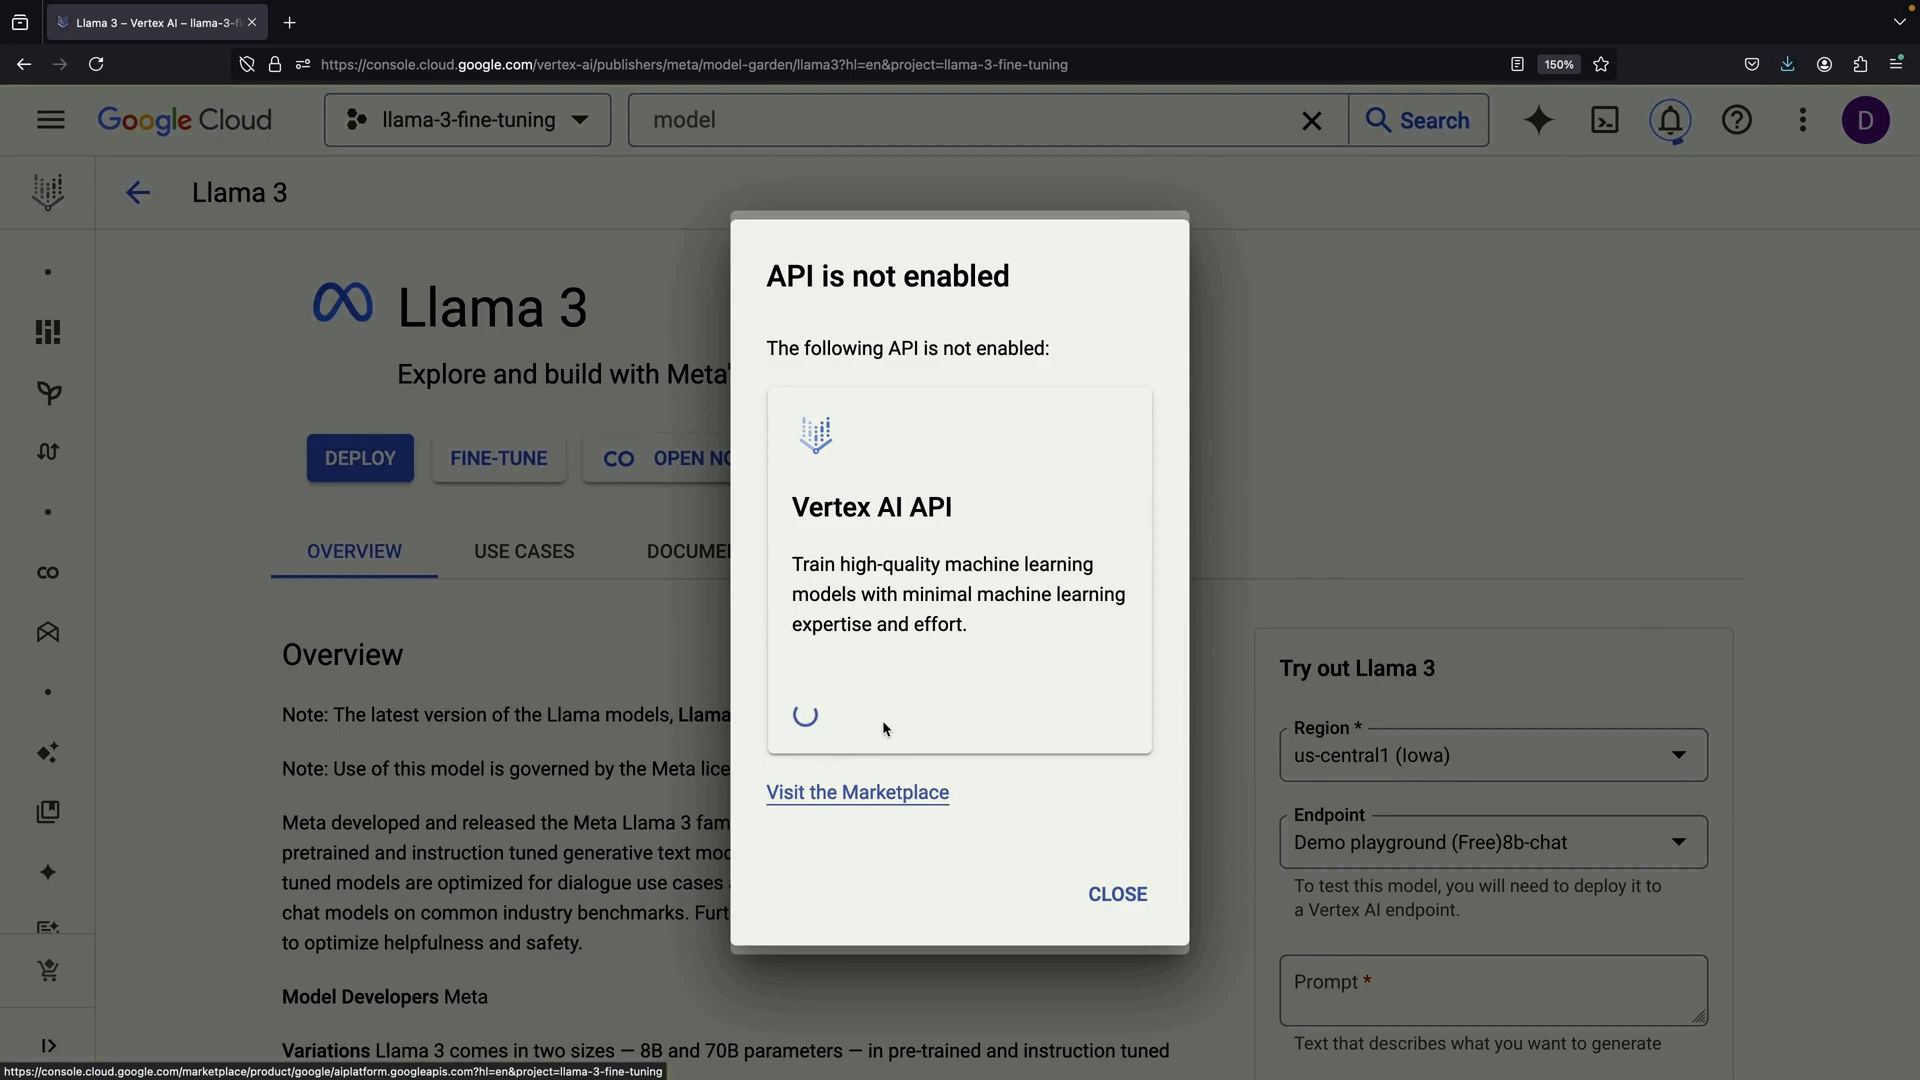 Llama 3 – Vertex AI – llama-3-fi
https://console.cloud.google.com/vertex-ai/publishers/meta/model-garden/llama3?hl=en&project=llama-3-fine-tuning
150%
Google Cloud
llama-3-fine-tuning
model
Search
D
Llama 3
Llama 3
Explore and build with Meta'
DEPLOY
FINE-TUNE
OPEN NO
OVERVIEW
USE CASES
DOCUME
Overview
Note: The latest version of the Llama models, Llama
Note: Use of this model is governed by the Meta lice
Meta developed and released the Meta Llama 3 fam
pretrained and instruction tuned generative text mod
tuned models are optimized for dialogue use cases
chat models on common industry benchmarks. Furt
to optimize helpfulness and safety.
Model Developers Meta
Variations Llama 3 comes in two sizes — 8B and 70B parameters — in pre-trained and instruction tuned
API is not enabled
The following API is not enabled:
Vertex AI API
Train high-quality machine learning
models with minimal machine learning
expertise and effort.
Visit the Marketplace
CLOSE
Try out Llama 3
Region *
us-central1 (Iowa)
Endpoint
Demo playground (Free)8b-chat
To test this model, you will need to deploy it to
a Vertex AI endpoint.
Prompt *
Text that describes what you want to generate
https://console.cloud.google.com/marketplace/product/google/aiplatform.googleapis.com?hl=en&project=llama-3-fine-tuning